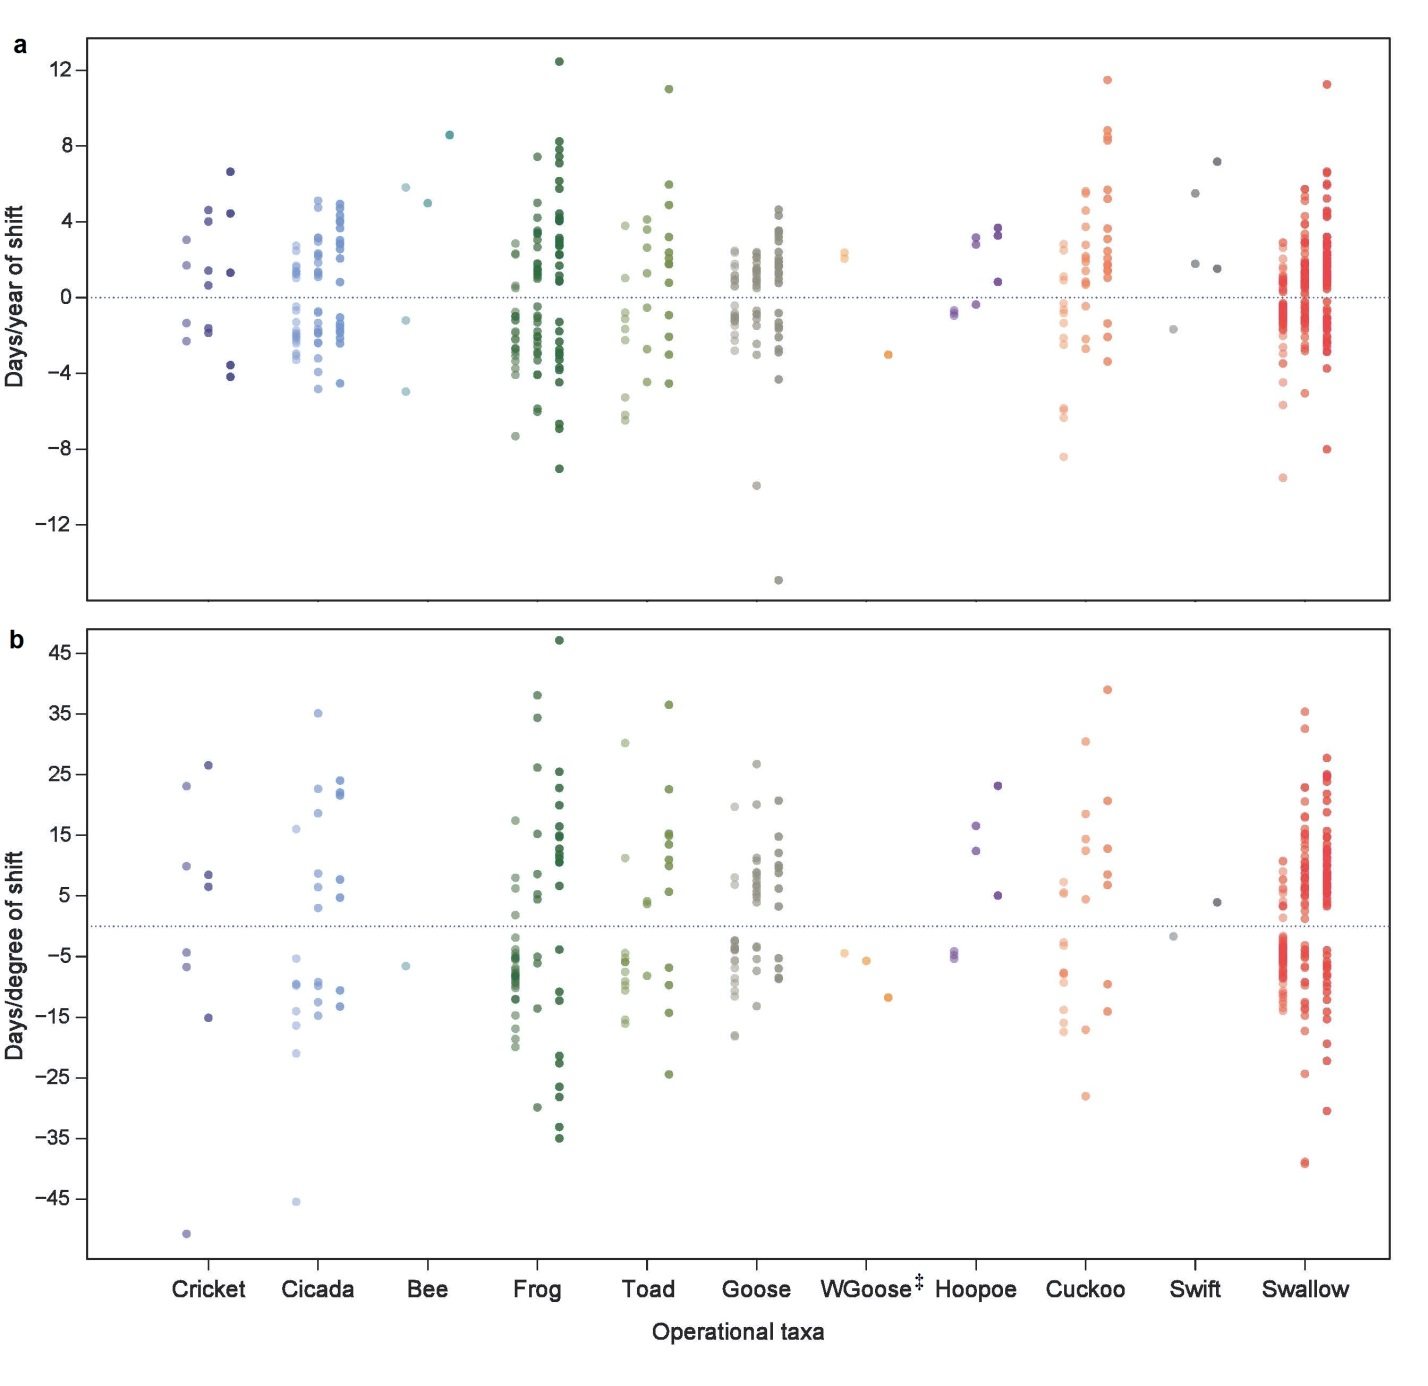 a
12
8
4
0
−4
−8
−12
Days/year of shift
b
45
35
25
15
5
−5
−15
−25
−35
−45
Days/degree of shift
Cricket Cicada Bee Frog Toad Goose WGoose‡ Hoopoe Cuckoo Swift Swallow
Operational taxa